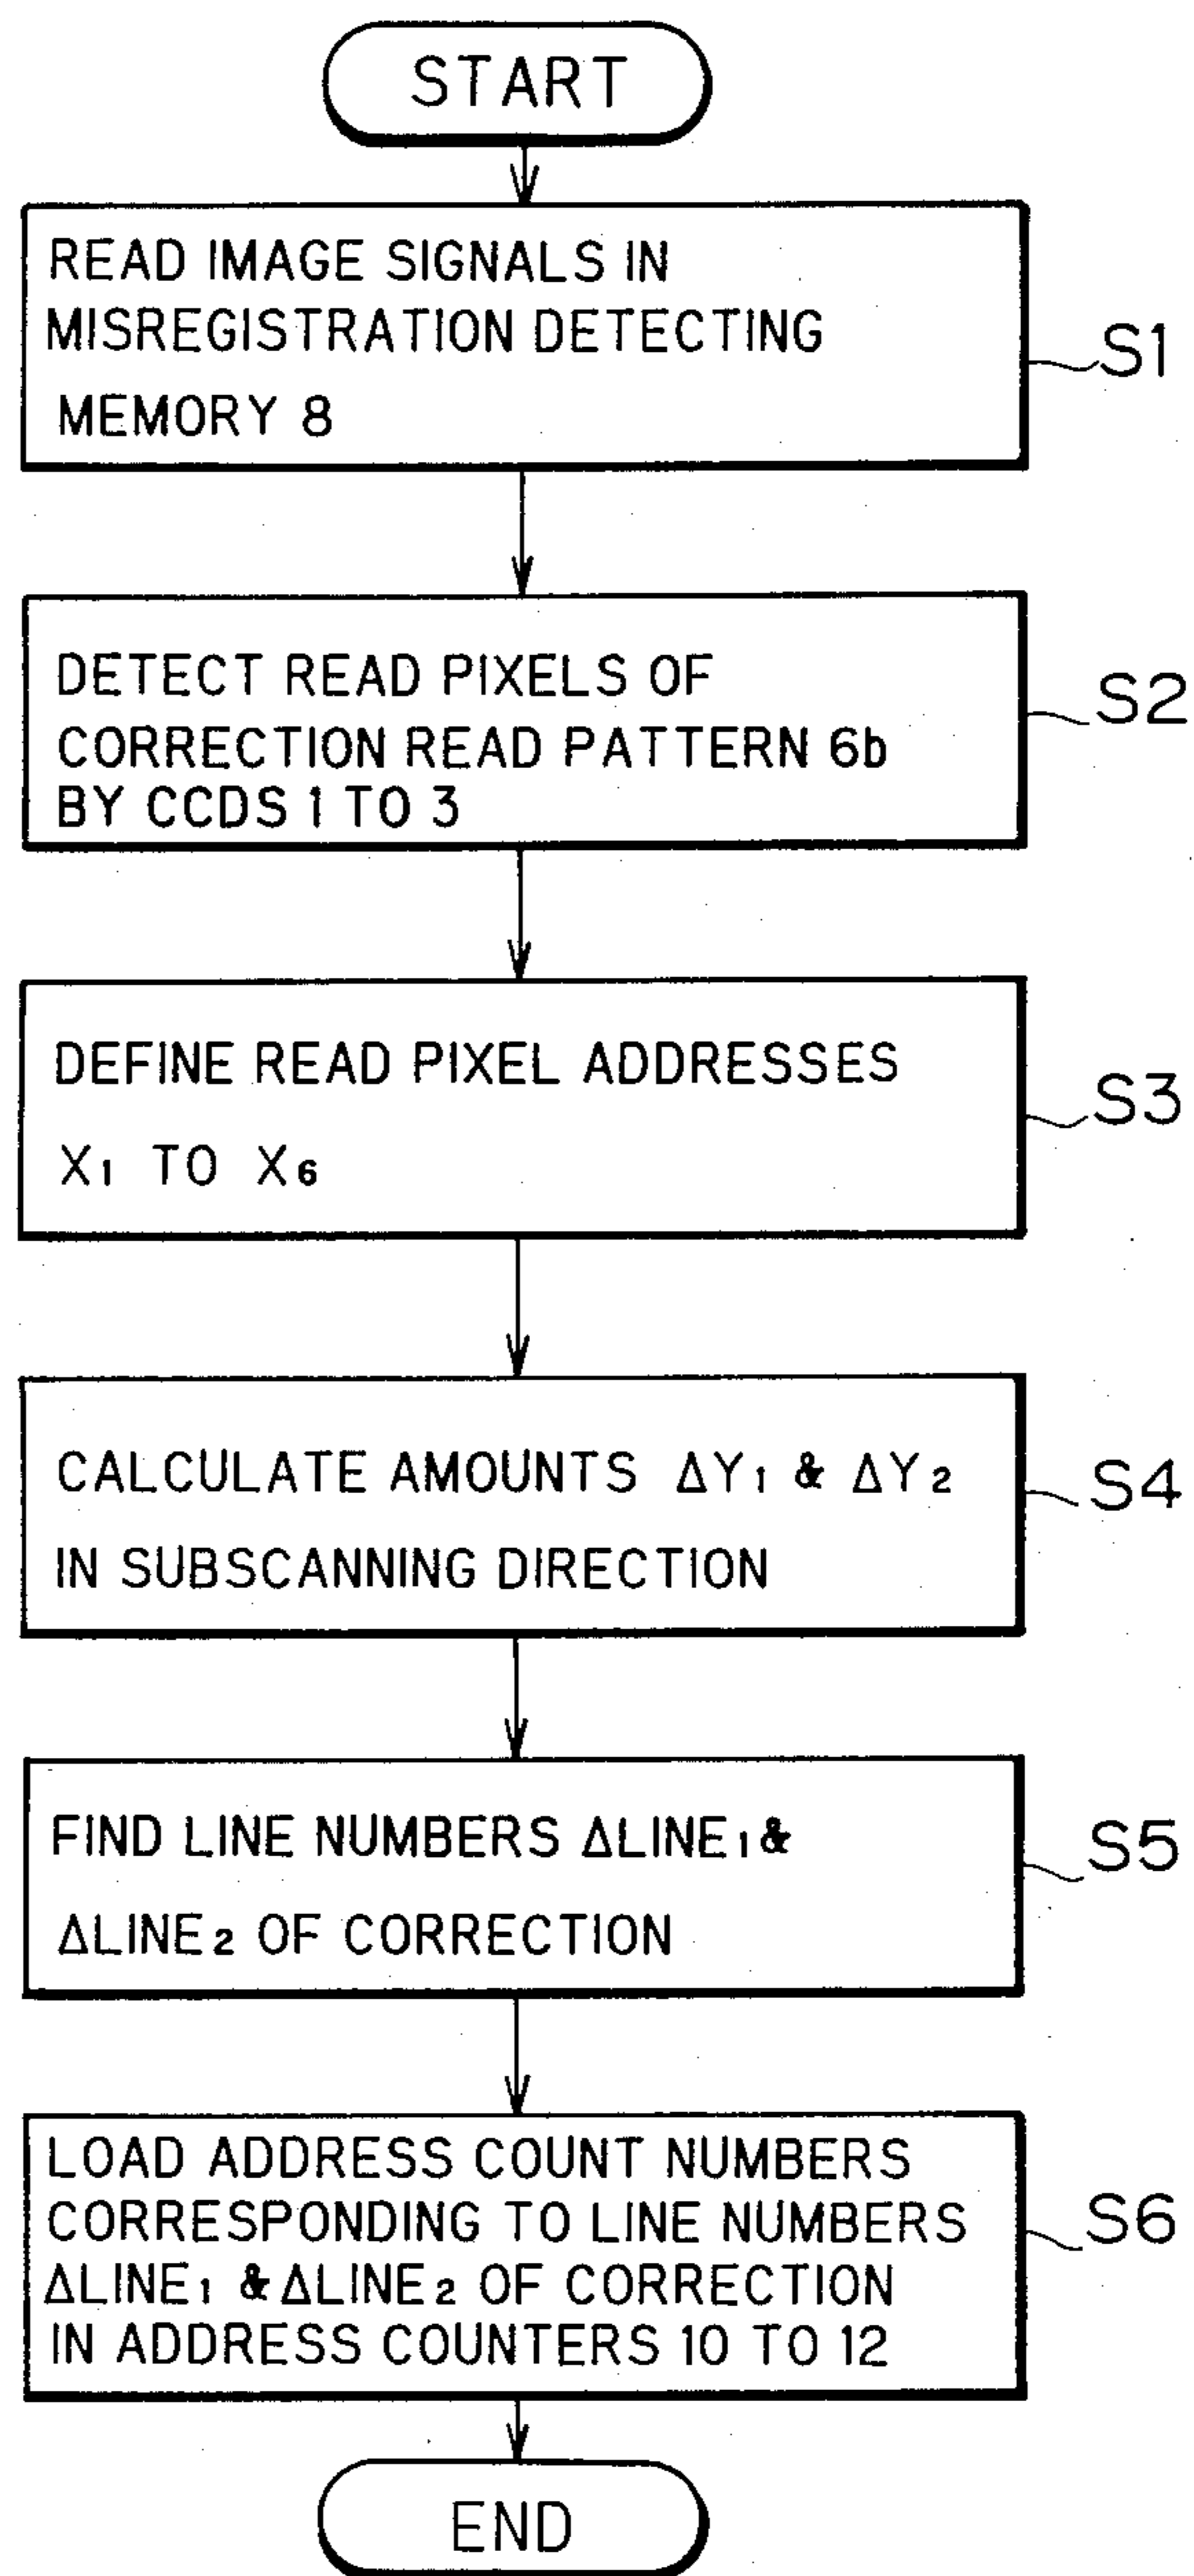 START
READ IMAGE SIGNALS IN
MISREGISTRATION DETECTING
MEMORY 8
S1
DETECT READ PIXELS OF
CORRECTION READ PATTERN 6b
BY CCDS 1 TO 3
S2
DEFINE READ PIXEL ADDRESSES
X₁ TO X₆
S3
CALCULATE AMOUNTS ΔY₁ & ΔY₂
IN SUBSCANNING DIRECTION
S4
FIND LINE NUMBERS ΔLINE₁ &
ΔLINE₂ OF CORRECTION
S5
LOAD ADDRESS COUNT NUMBERS
CORRESPONDING TO LINE NUMBERS
ΔLINE₁ & ΔLINE₂ OF CORRECTION
IN ADDRESS COUNTERS 10 TO 12
S6
END